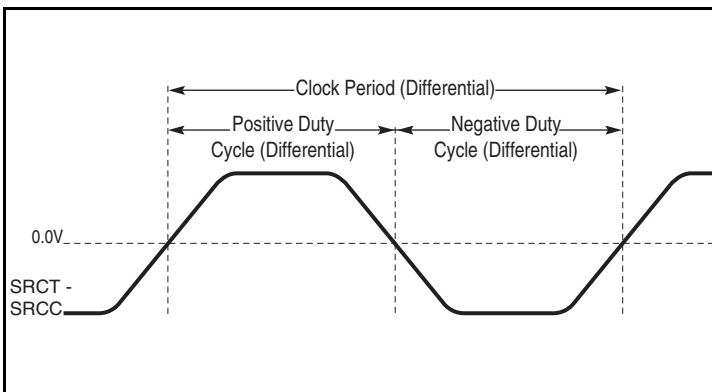 Clock Period (Differential)
Positive Duty
Cycle (Differential)
Negative Duty
Cycle (Differential)
0.0V
SRCT -
SRCC